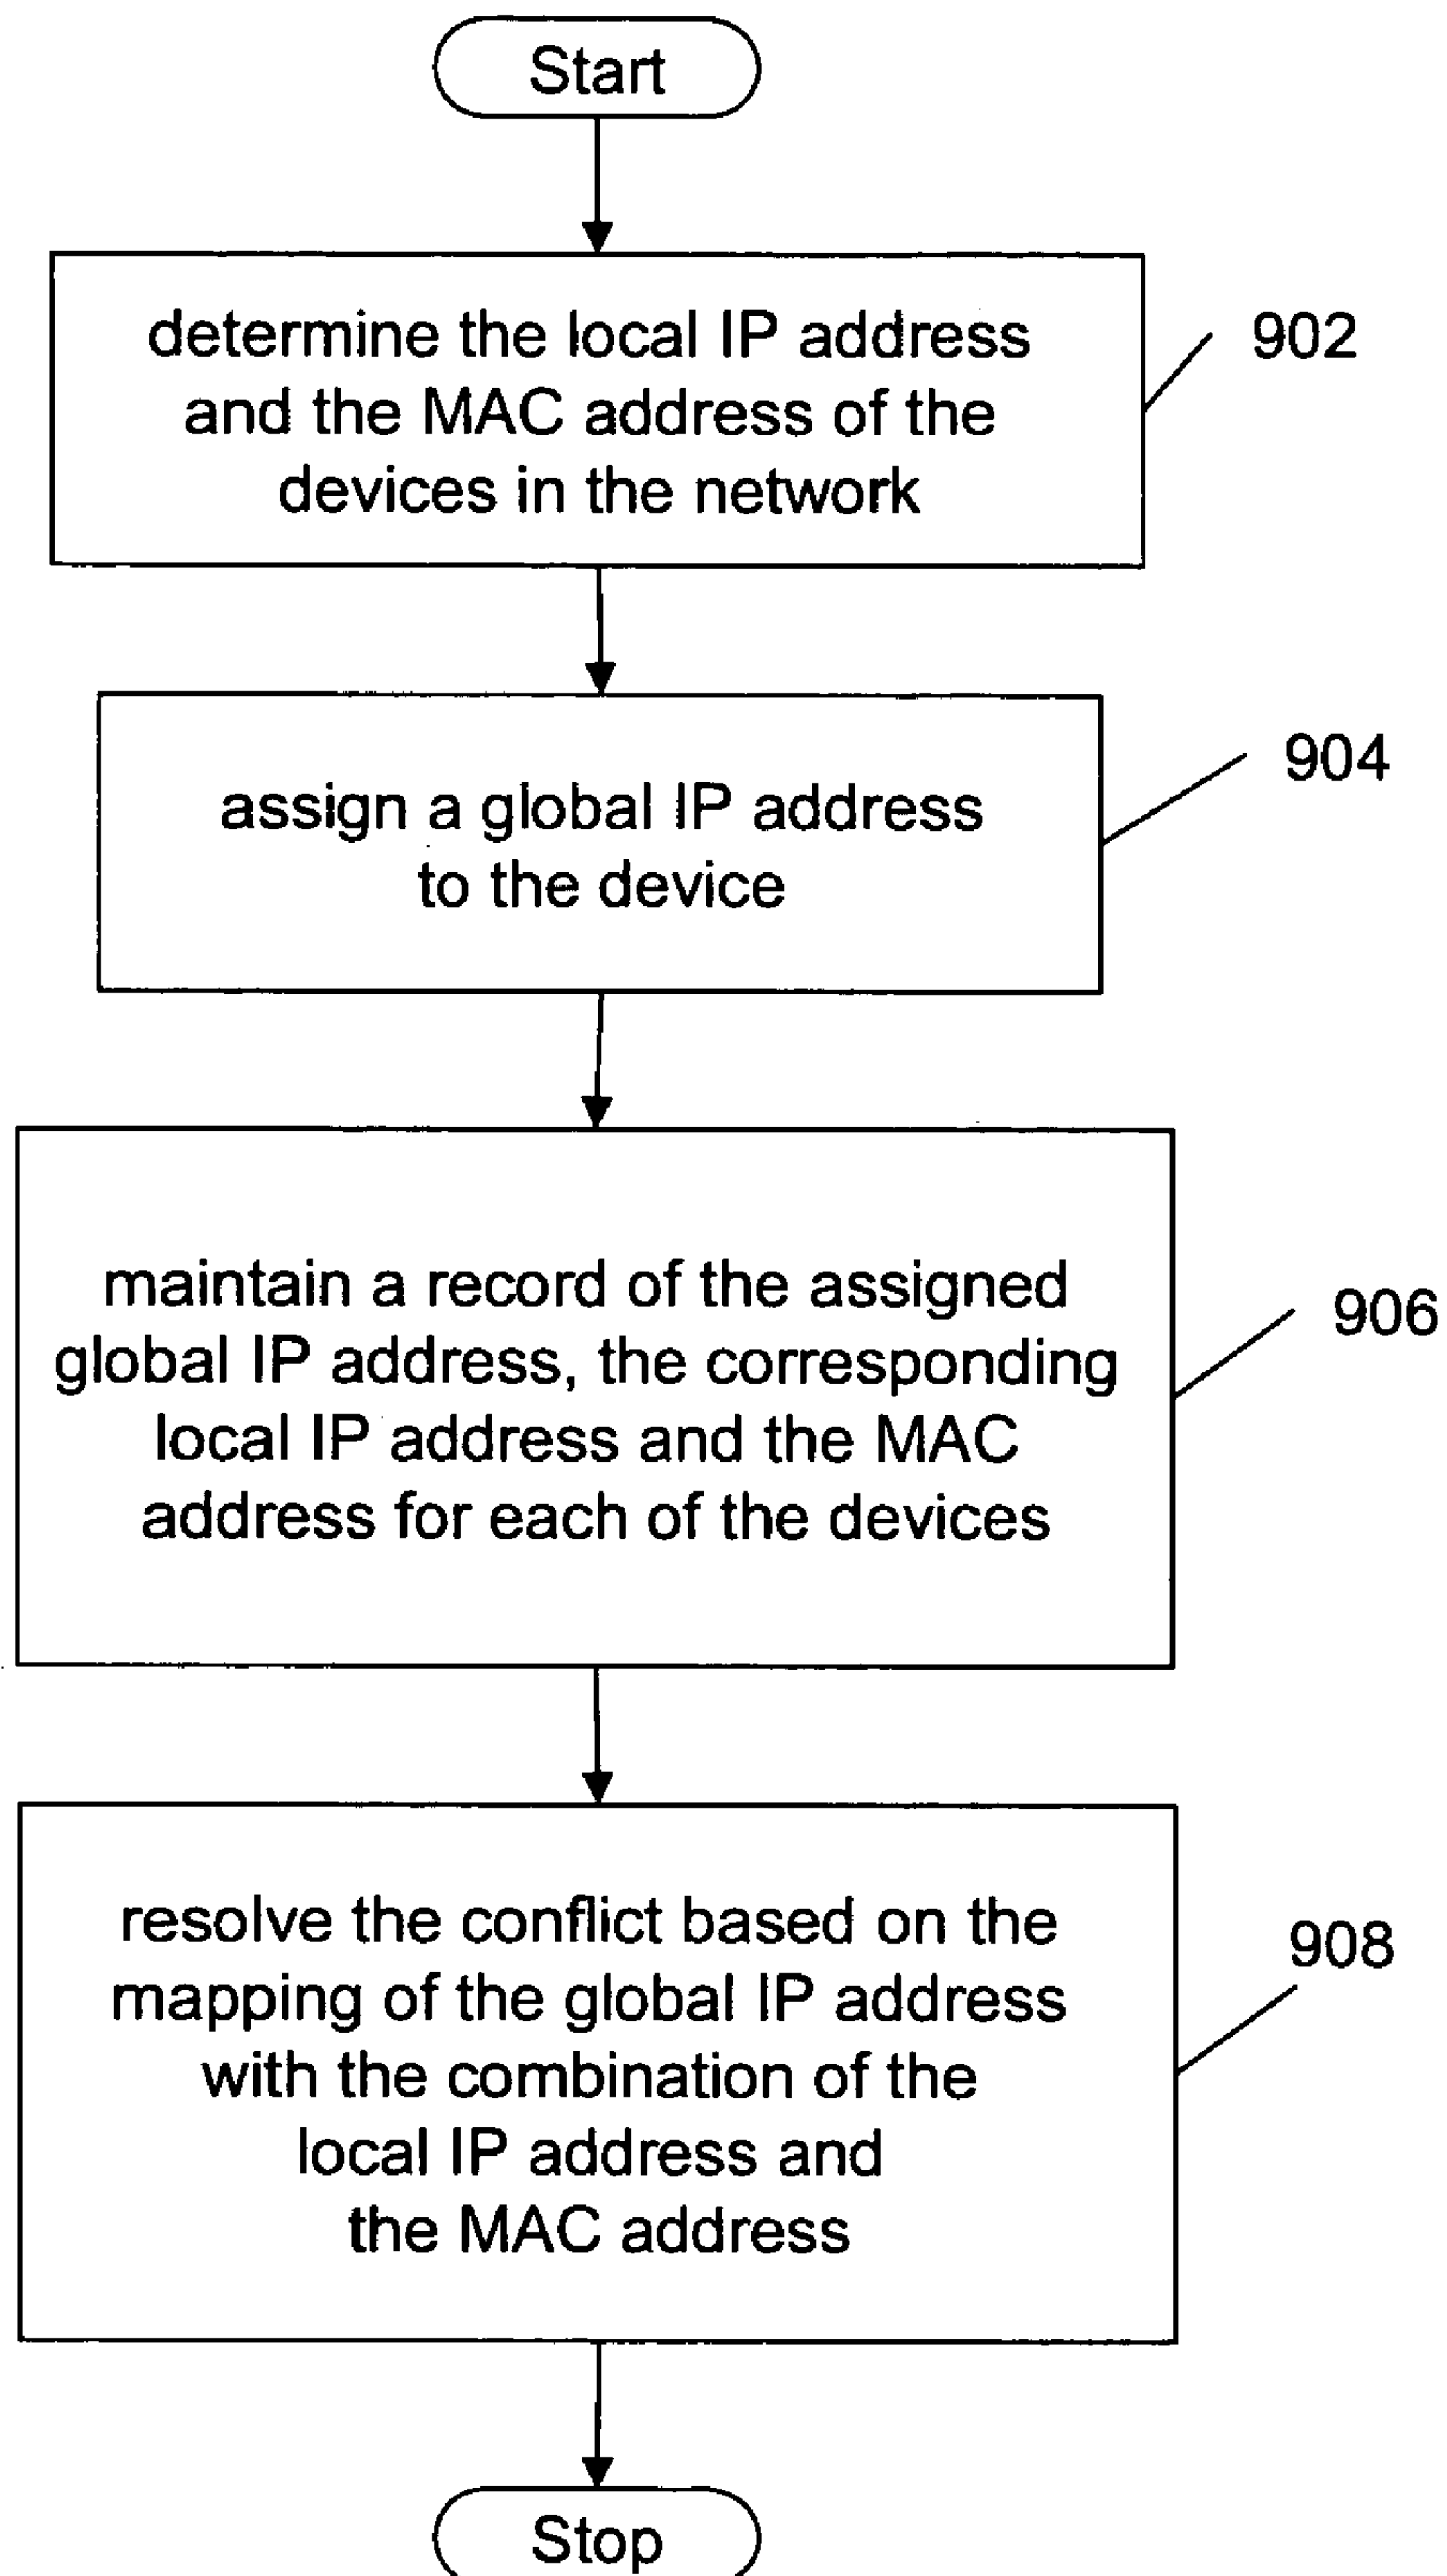 Start
determine the local IP address
and the MAC address of the
devices in the network
902
assign a global IP address
to the device
904
maintain a record of the assigned
global IP address, the corresponding
local IP address and the MAC
address for each of the devices
906
resolve the conflict based on the
mapping of the global IP address
with the combination of the
local IP address and
the MAC address
908
Stop